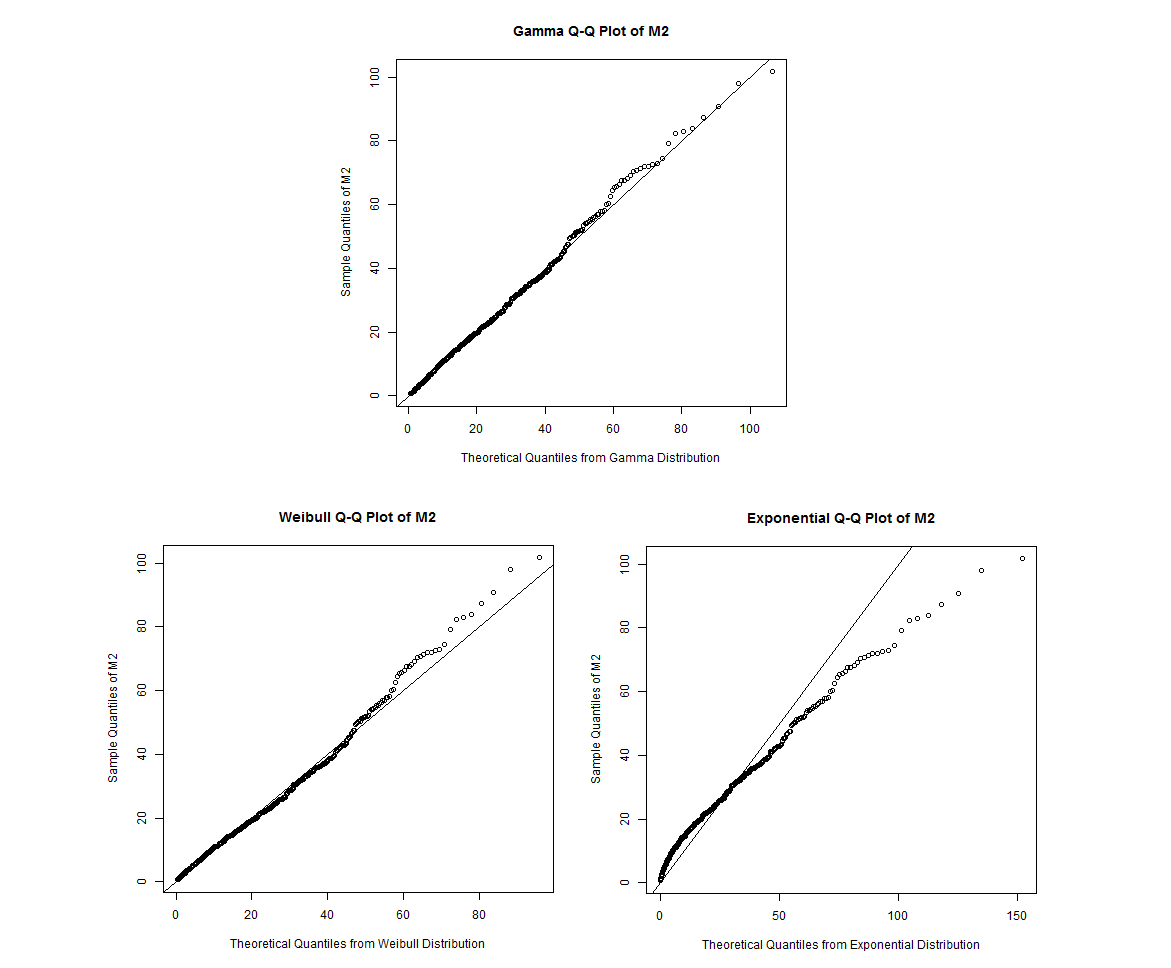 Gamma Q-Q Plot of M2
Sample Quantiles of M2
0 20 40 60 80 100
0 20 40 60 80 100
Theoretical Quantiles from Gamma Distribution
Weibull Q-Q Plot of M2
Sample Quantiles of M2
0 20 40 60 80 100
0 20 40 60 80
Theoretical Quantiles from Weibull Distribution
Exponential Q-Q Plot of M2
Sample Quantiles of M2
0 20 40 60 80 100
0 50 100 150
Theoretical Quantiles from Exponential Distribution